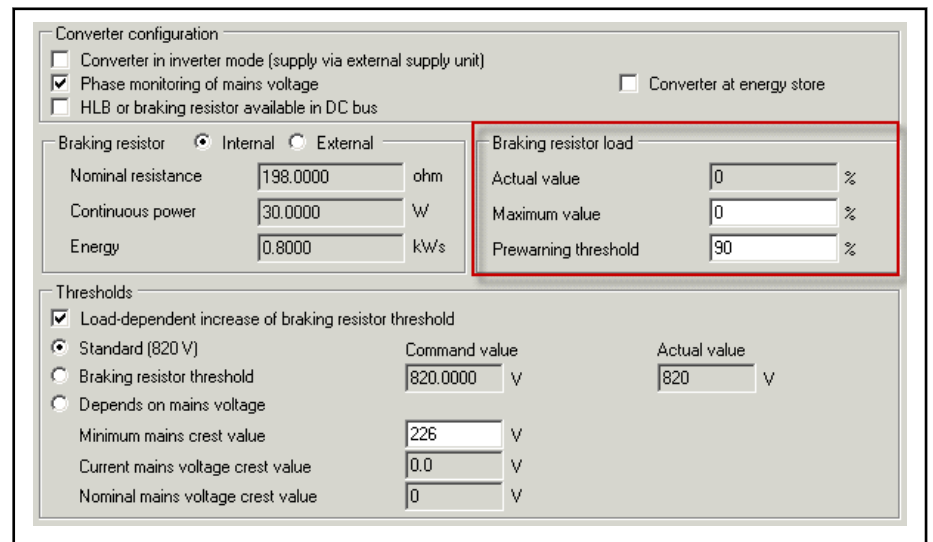 Converter configuration
Converter in inverter mode (supply via external supply unit)
Phase monitoring of mains voltage
Converter at energy store
HLB or braking resistor available in DC bus
Braking resistor Internal External
Nominal resistance 198.0000 ohm
Continuous power 30.0000 W
Energy 0.8000 kWs
Braking resistor load
Actual value 0 %
Maximum value 0 %
Prewarning threshold 90 %
Thresholds
Load-dependent increase of braking resistor threshold
Standard (820 V) Command value Actual value
Braking resistor threshold 820.0000 V 820 V
Depends on mains voltage
Minimum mains crest value 226 V
Current mains voltage crest value 0.0 V
Nominal mains voltage crest value 0 V